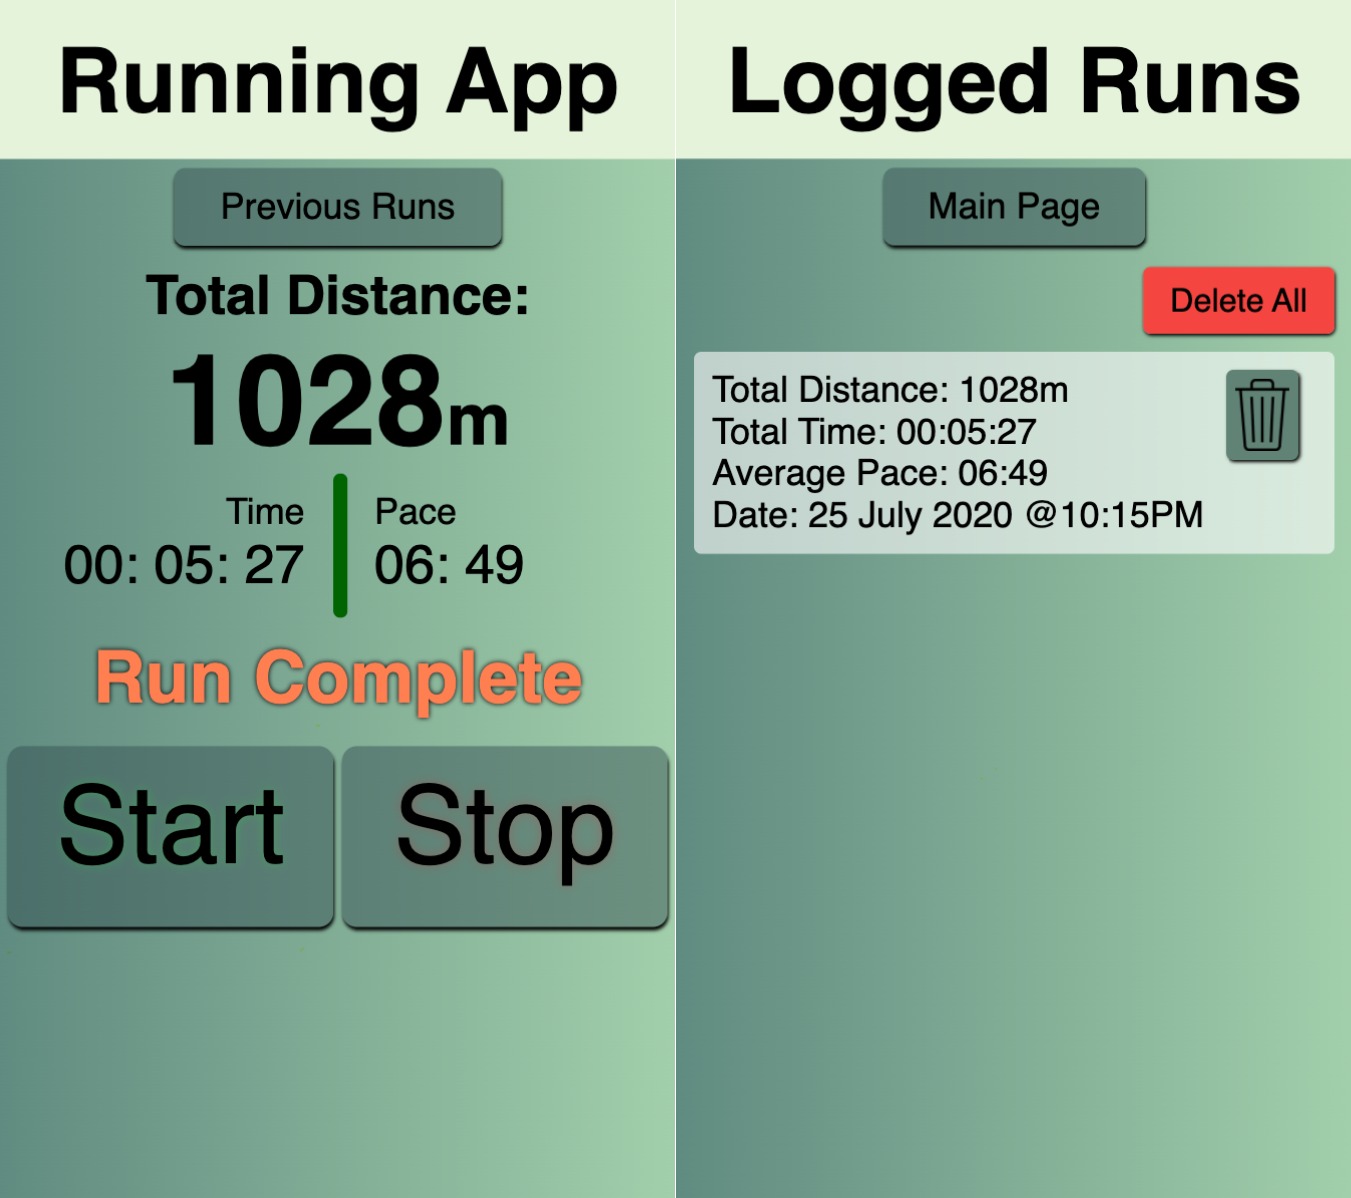 Running App
Previous Runs
Total Distance:
1028m
Time
00: 05: 27
Pace
06: 49
Run Complete
Start
Stop
Logged Runs
Main Page
Delete All
Total Distance: 1028m
Total Time: 00:05:27
Average Pace: 06:49
Date: 25 July 2020 @10:15PM